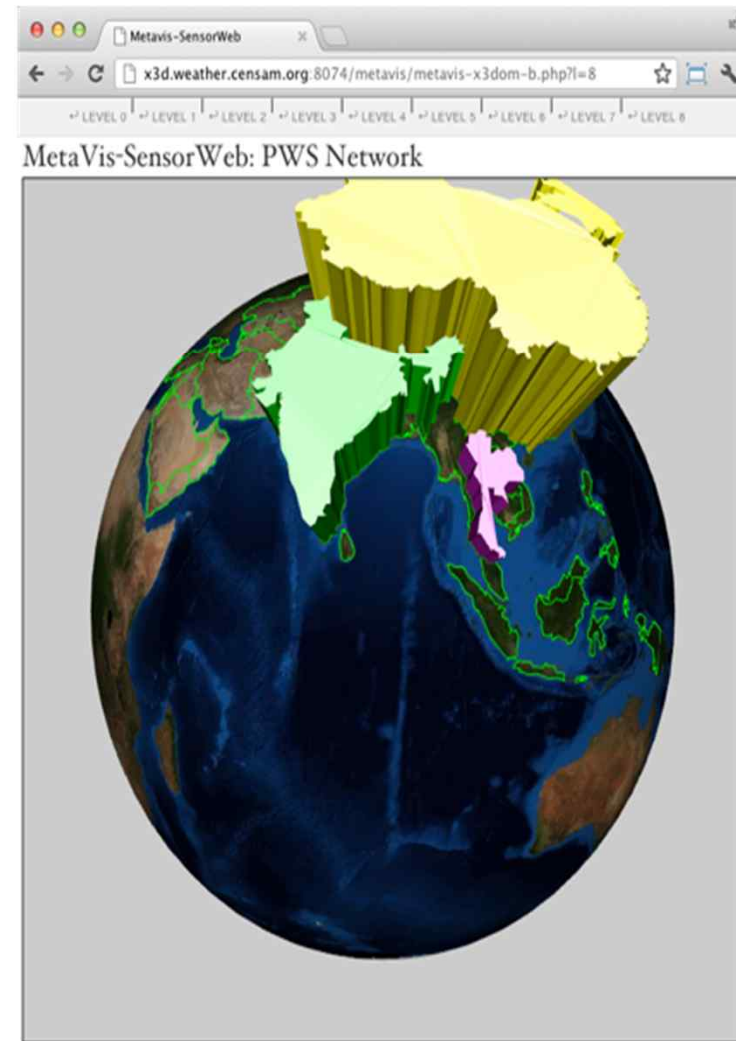 Metavis-SensorWeb
x3d.weather.censam.org:8074/metavis/metavis-x3dom-b.php?l=8
↵ LEVEL 0 ↵ LEVEL 1 ↵ LEVEL 2 ↵ LEVEL 3 ↵ LEVEL 4 ↵ LEVEL 5 ↵ LEVEL 6 ↵ LEVEL 7 ↵ LEVEL 8
MetaVis-SensorWeb: PWS Network